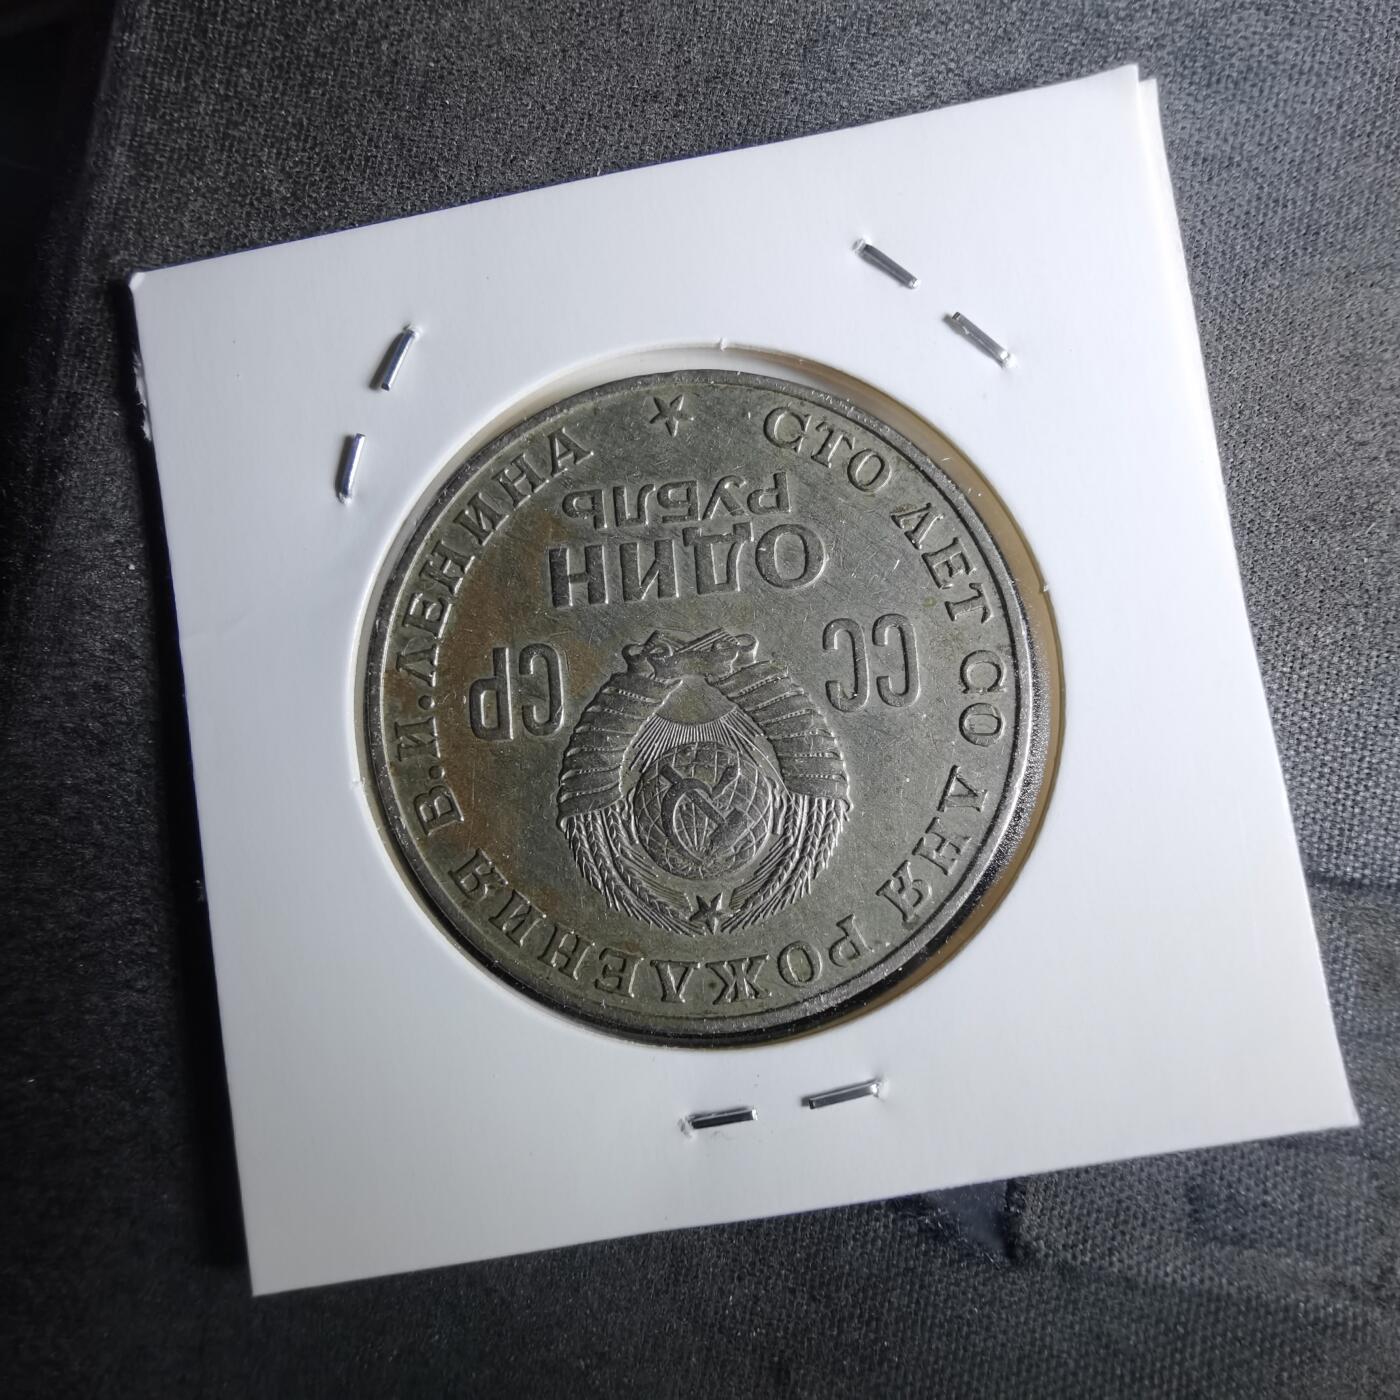 СТО ЛЕТ СО ДНЯ РОЖДЕНИЯ В.И.ЛЕНИНА
СС СР
ОДИН
РУБЛЬ